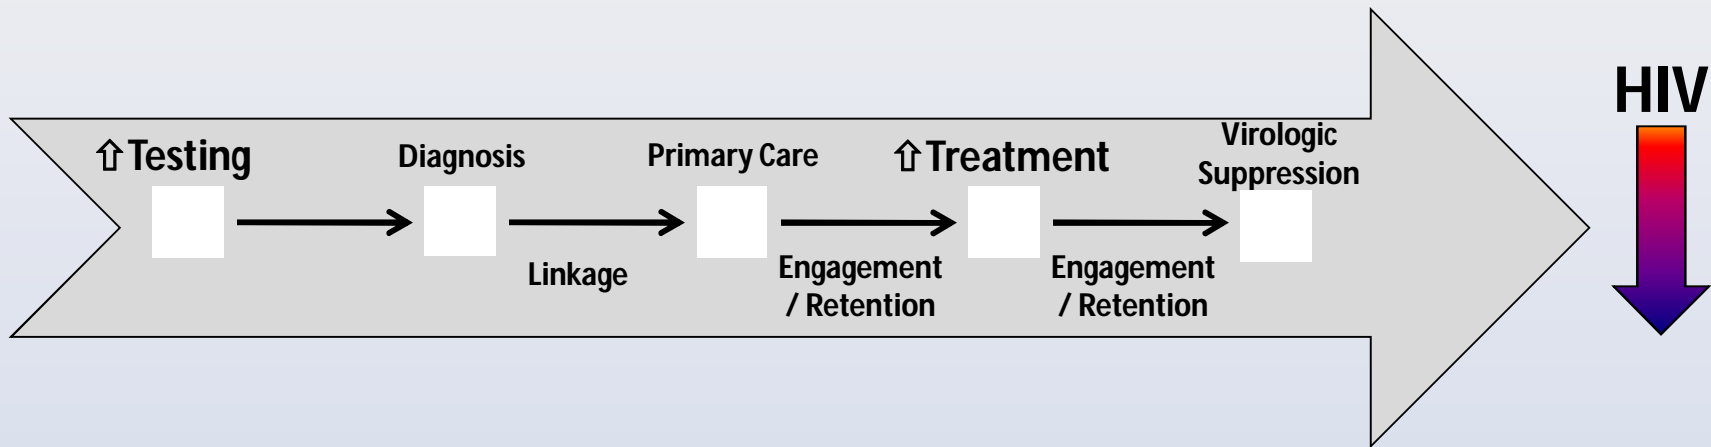 ⇧Testing
Diagnosis
Primary Care
⇧Treatment
Virologic
Suppression
Linkage
Engagement
/ Retention
Engagement
/ Retention
HIV